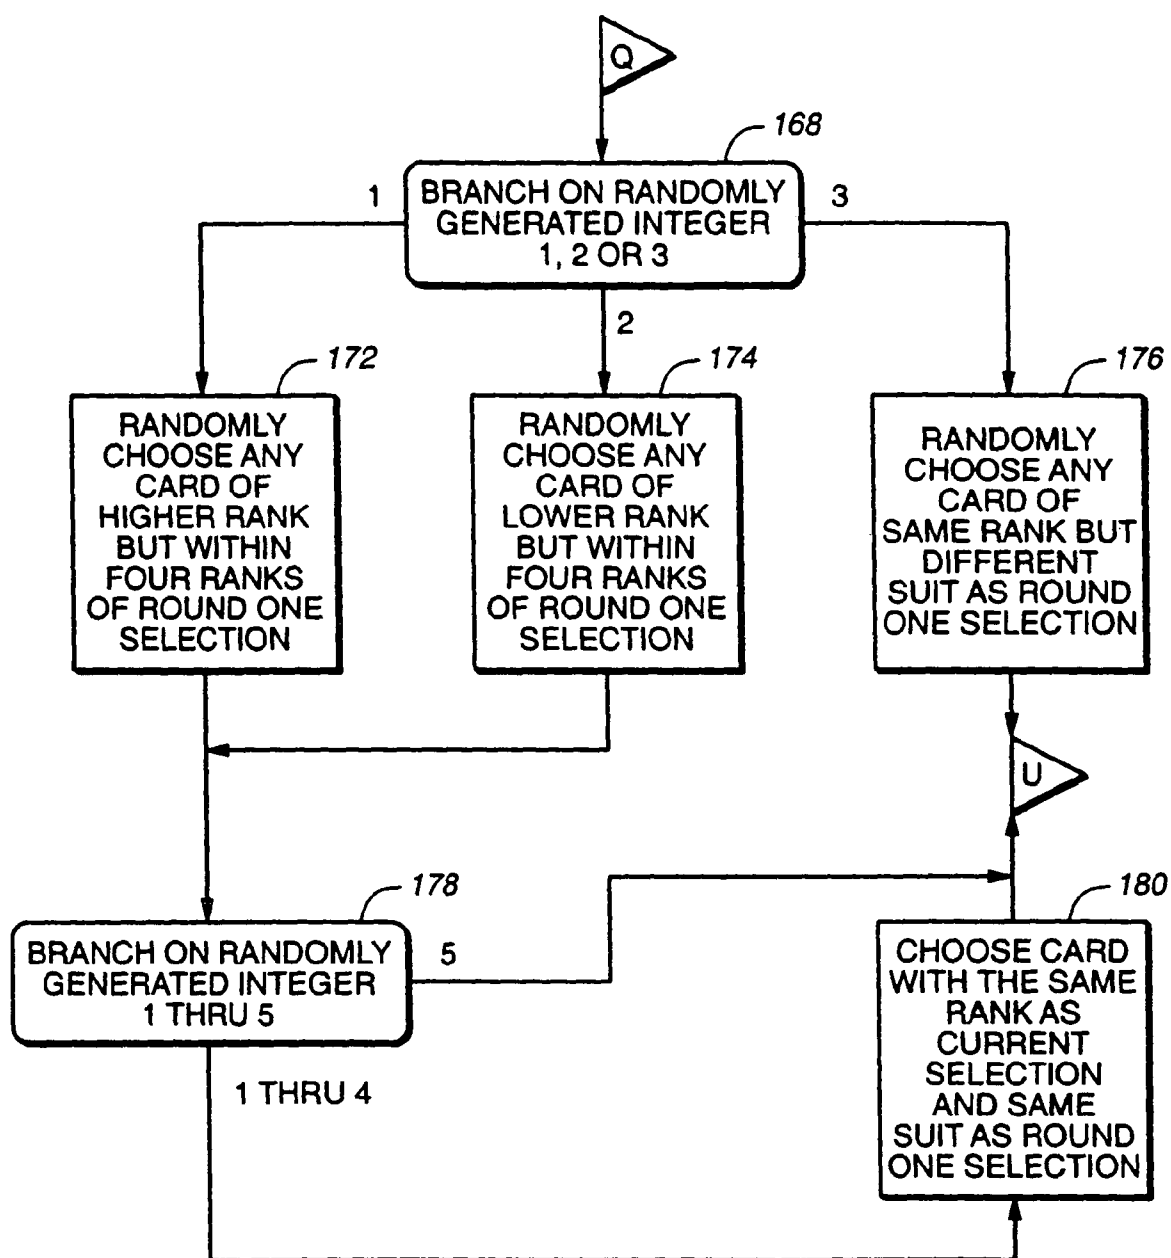 Q
168
BRANCH ON RANDOMLY
GENERATED INTEGER
1, 2 OR 3
1
3
2
172
RANDOMLY
CHOOSE ANY
CARD OF
HIGHER RANK
BUT WITHIN
FOUR RANKS
OF ROUND ONE
SELECTION
174
RANDOMLY
CHOOSE ANY
CARD OF
LOWER RANK
BUT WITHIN
FOUR RANKS
OF ROUND ONE
SELECTION
176
RANDOMLY
CHOOSE ANY
CARD OF
SAME RANK BUT
DIFFERENT
SUIT AS ROUND
ONE SELECTION
U
178
BRANCH ON RANDOMLY
GENERATED INTEGER
1 THRU 5
5
1 THRU 4
180
CHOOSE CARD
WITH THE SAME
RANK AS
CURRENT
SELECTION
AND SAME
SUIT AS ROUND
ONE SELECTION